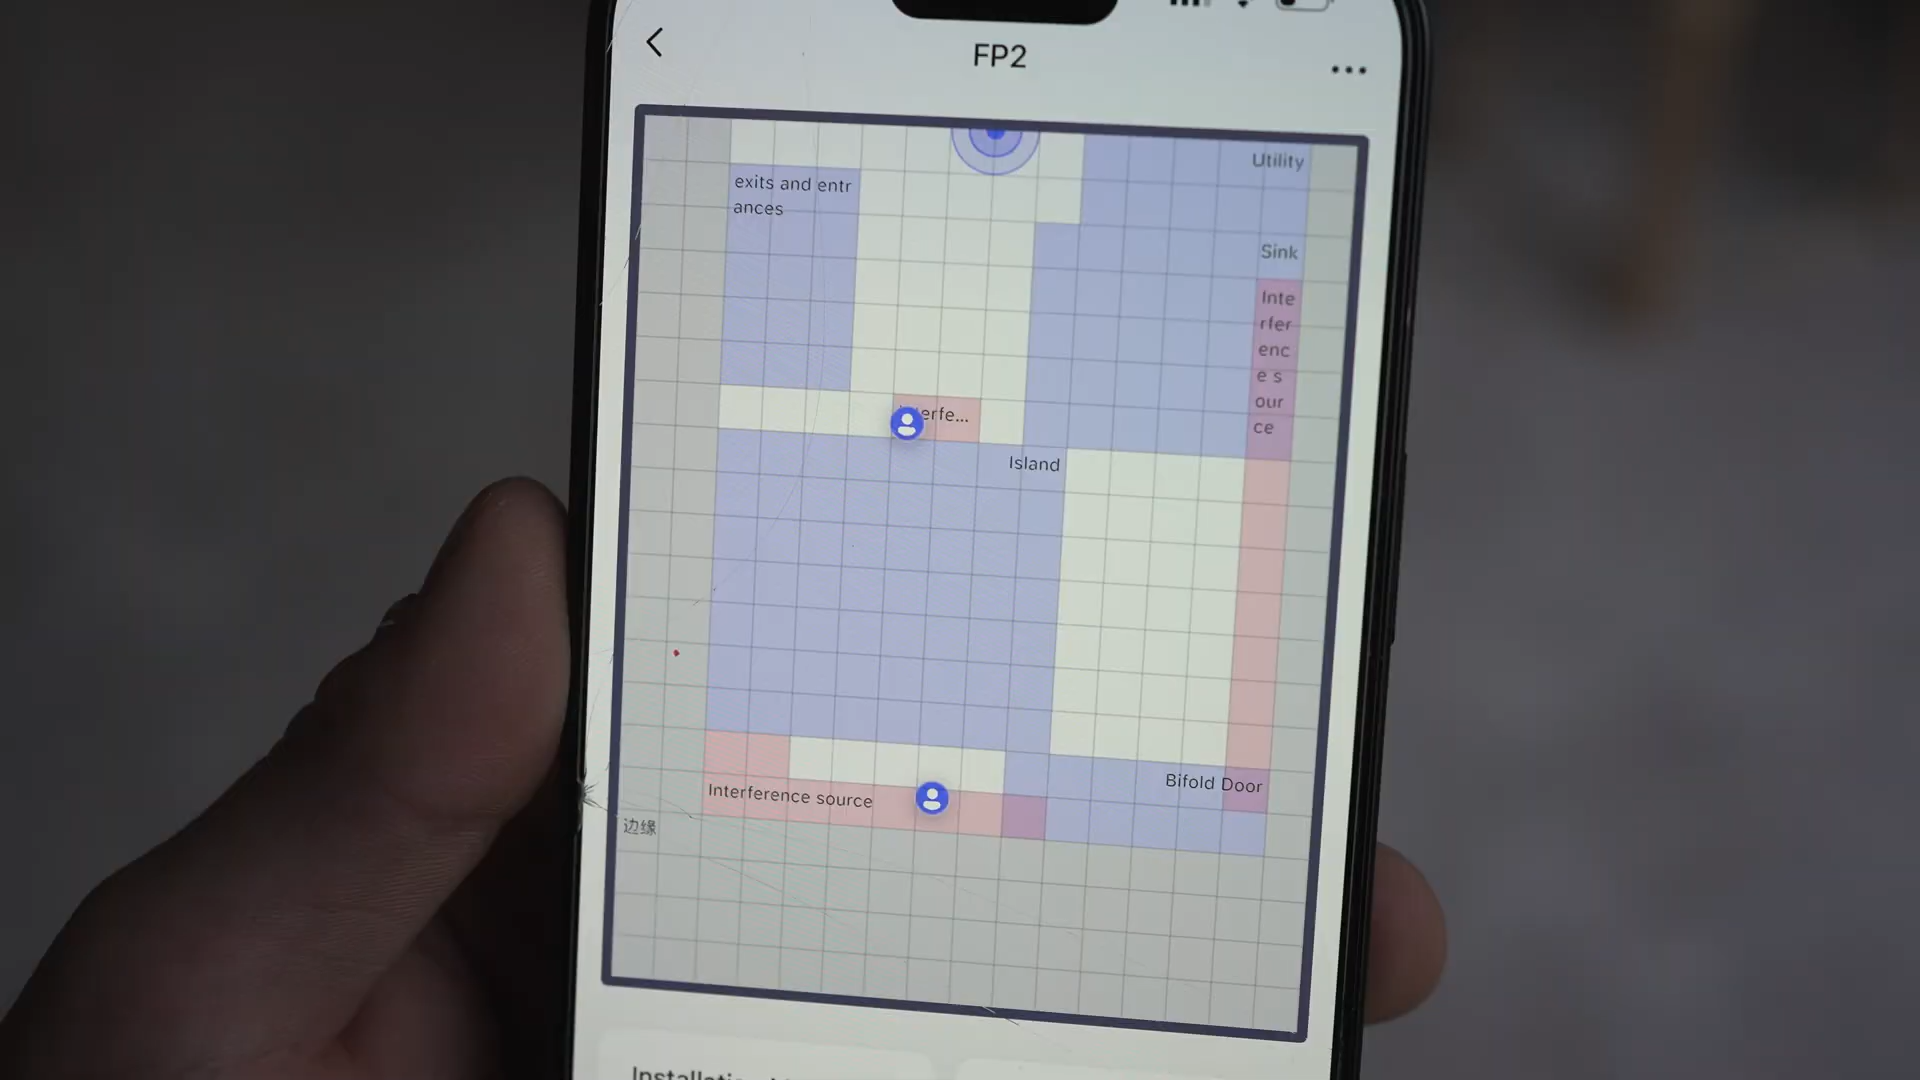 FP2
Utility
exits and entr
ances
Sink
Inte
rfer
enc
e s
our
ce
erfe...
Island
Bifold Door
Interference source
边缘